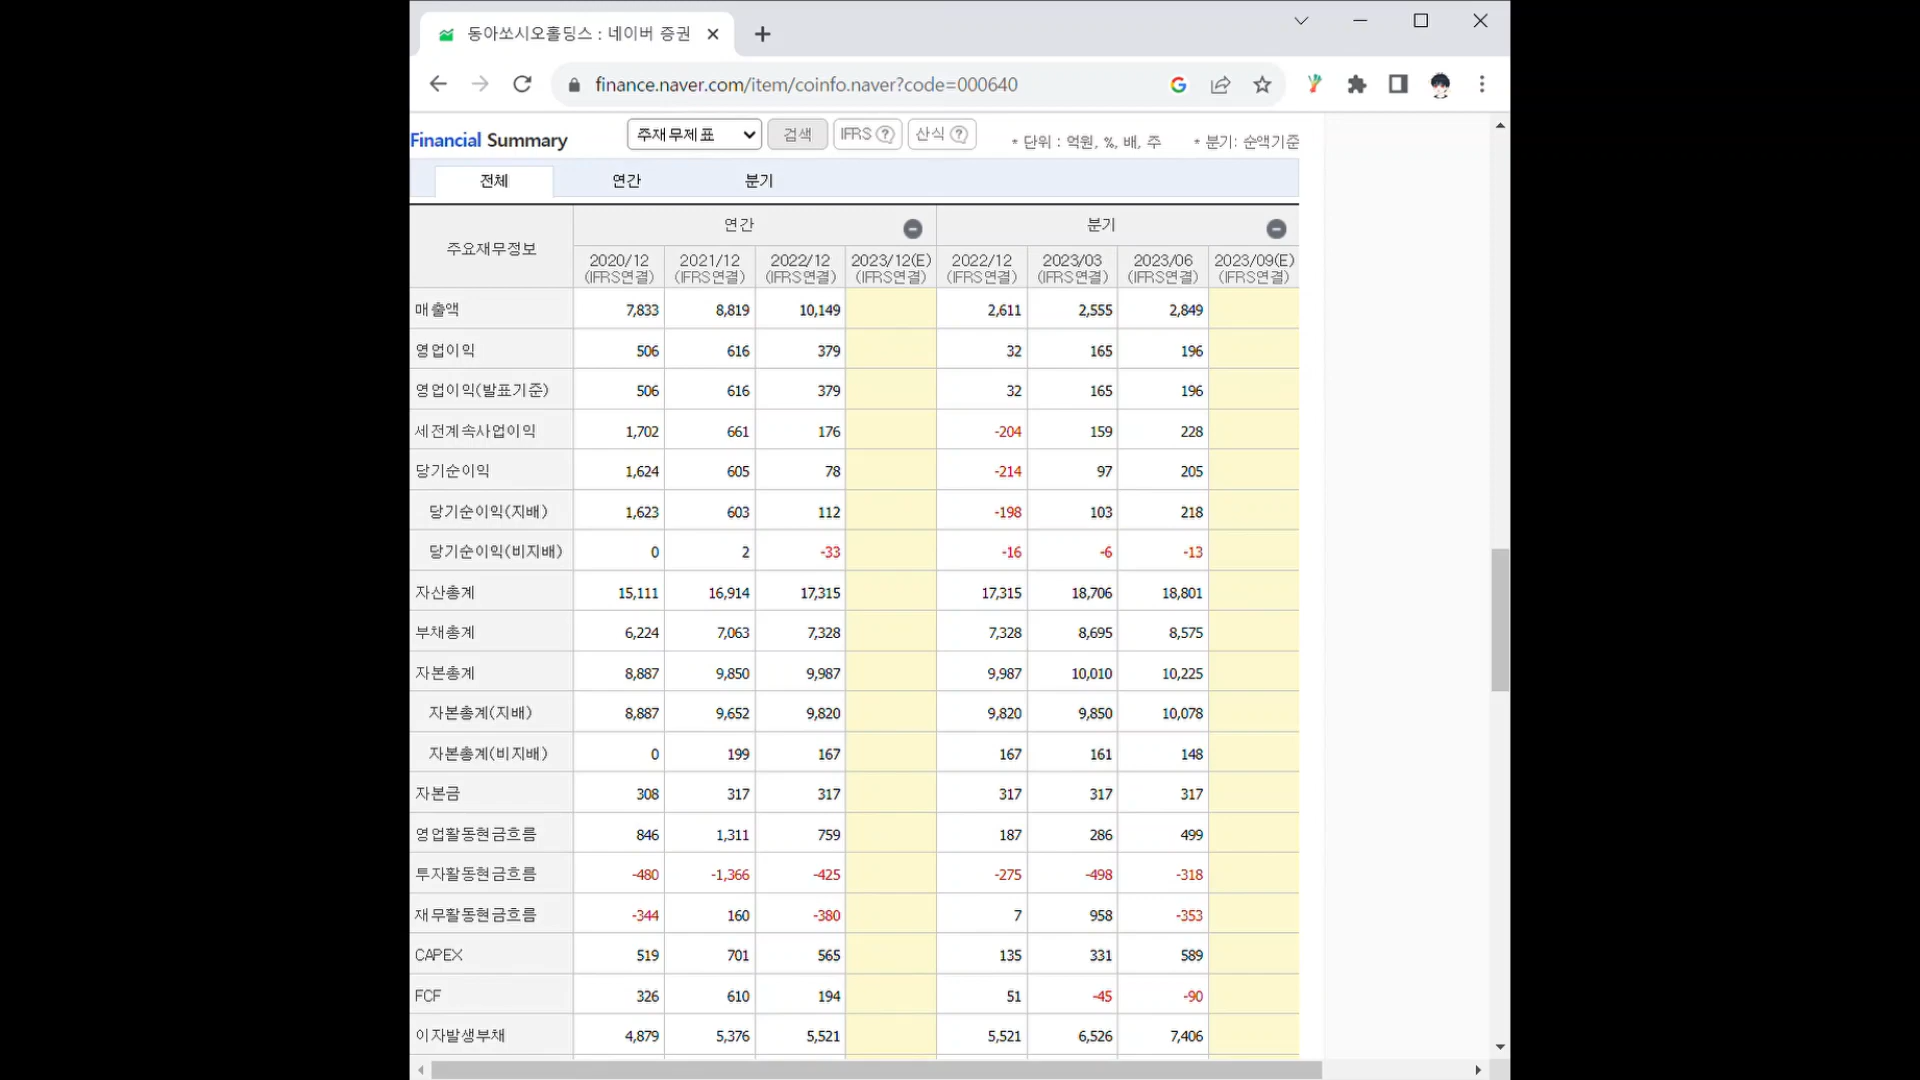 동아쏘시오홀딩스 : 네이버 증권
finance.naver.com/item/coinfo.naver?code=000640
Financial Summary 주재무제표 검색 IFRS ? 산식 ? * 단위 : 억원, %, 배, 주 * 분기: 순액기준
전체 연간 분기
주요재무정보 연간 분기
2020/12 2021/12 2022/12 2023/12(E) 2022/12 2023/03 2023/06 2023/09(E)
(IFRS연결) (IFRS연결) (IFRS연결) (IFRS연결) (IFRS연결) (IFRS연결) (IFRS연결) (IFRS연결)
매출액 7,833 8,819 10,149 2,611 2,555 2,849
영업이익 506 616 379 32 165 196
영업이익(발표기준) 506 616 379 32 165 196
세전계속사업이익 1,702 661 176 -204 159 228
당기순이익 1,624 605 78 -214 97 205
당기순이익(지배) 1,623 603 112 -198 103 218
당기순이익(비지배) 0 2 -33 -16 -6 -13
자산총계 15,111 16,914 17,315 17,315 18,706 18,801
부채총계 6,224 7,063 7,328 7,328 8,695 8,575
자본총계 8,887 9,850 9,987 9,987 10,010 10,225
자본총계(지배) 8,887 9,652 9,820 9,820 9,850 10,078
자본총계(비지배) 0 199 167 167 161 148
자본금 308 317 317 317 317 317
영업활동현금흐름 846 1,311 759 187 286 499
투자활동현금흐름 -480 -1,366 -425 -275 -498 -318
재무활동현금흐름 -344 160 -380 7 958 -353
CAPEX 519 701 565 135 331 589
FCF 326 610 194 51 -45 -90
이자발생부채 4,879 5,376 5,521 5,521 6,526 7,406